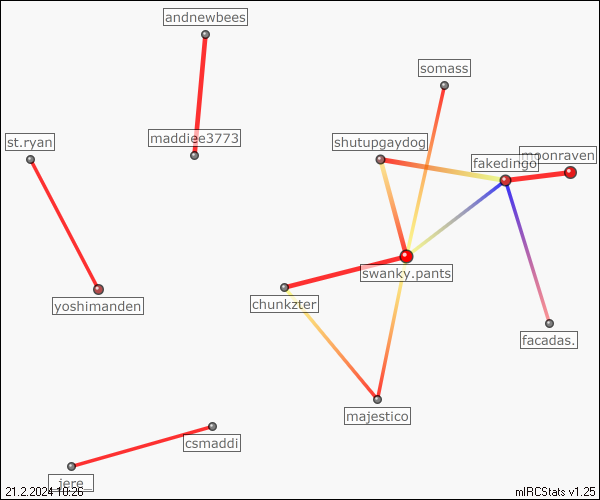 andnewbees
somass
st.ryan
maddiee3773
shutupgaydog
moonraven
fakedingo
swanky.pants
yoshimanden
chunkzter
facadas.
majestico
csmaddi
_jere_
21.2.2024 10:26
mIRCStats v1.25